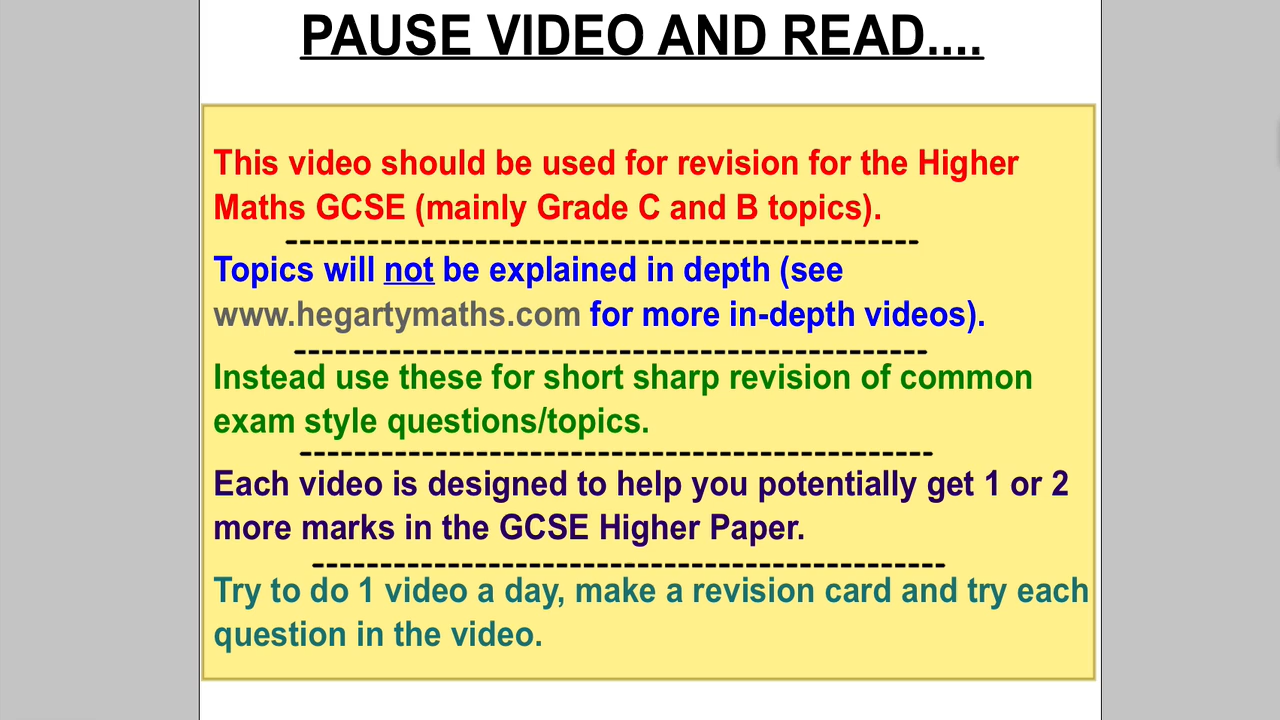 PAUSE VIDEO AND READ....
This video should be used for revision for the Higher
Maths GCSE (mainly Grade C and B topics).
-----------------------------------------------
Topics will not be explained in depth (see
www.hegartymaths.com for more in-depth videos).
-----------------------------------------------
Instead use these for short sharp revision of common
exam style questions/topics.
-----------------------------------------------
Each video is designed to help you potentially get 1 or 2
more marks in the GCSE Higher Paper.
-----------------------------------------------
Try to do 1 video a day, make a revision card and try each
question in the video.